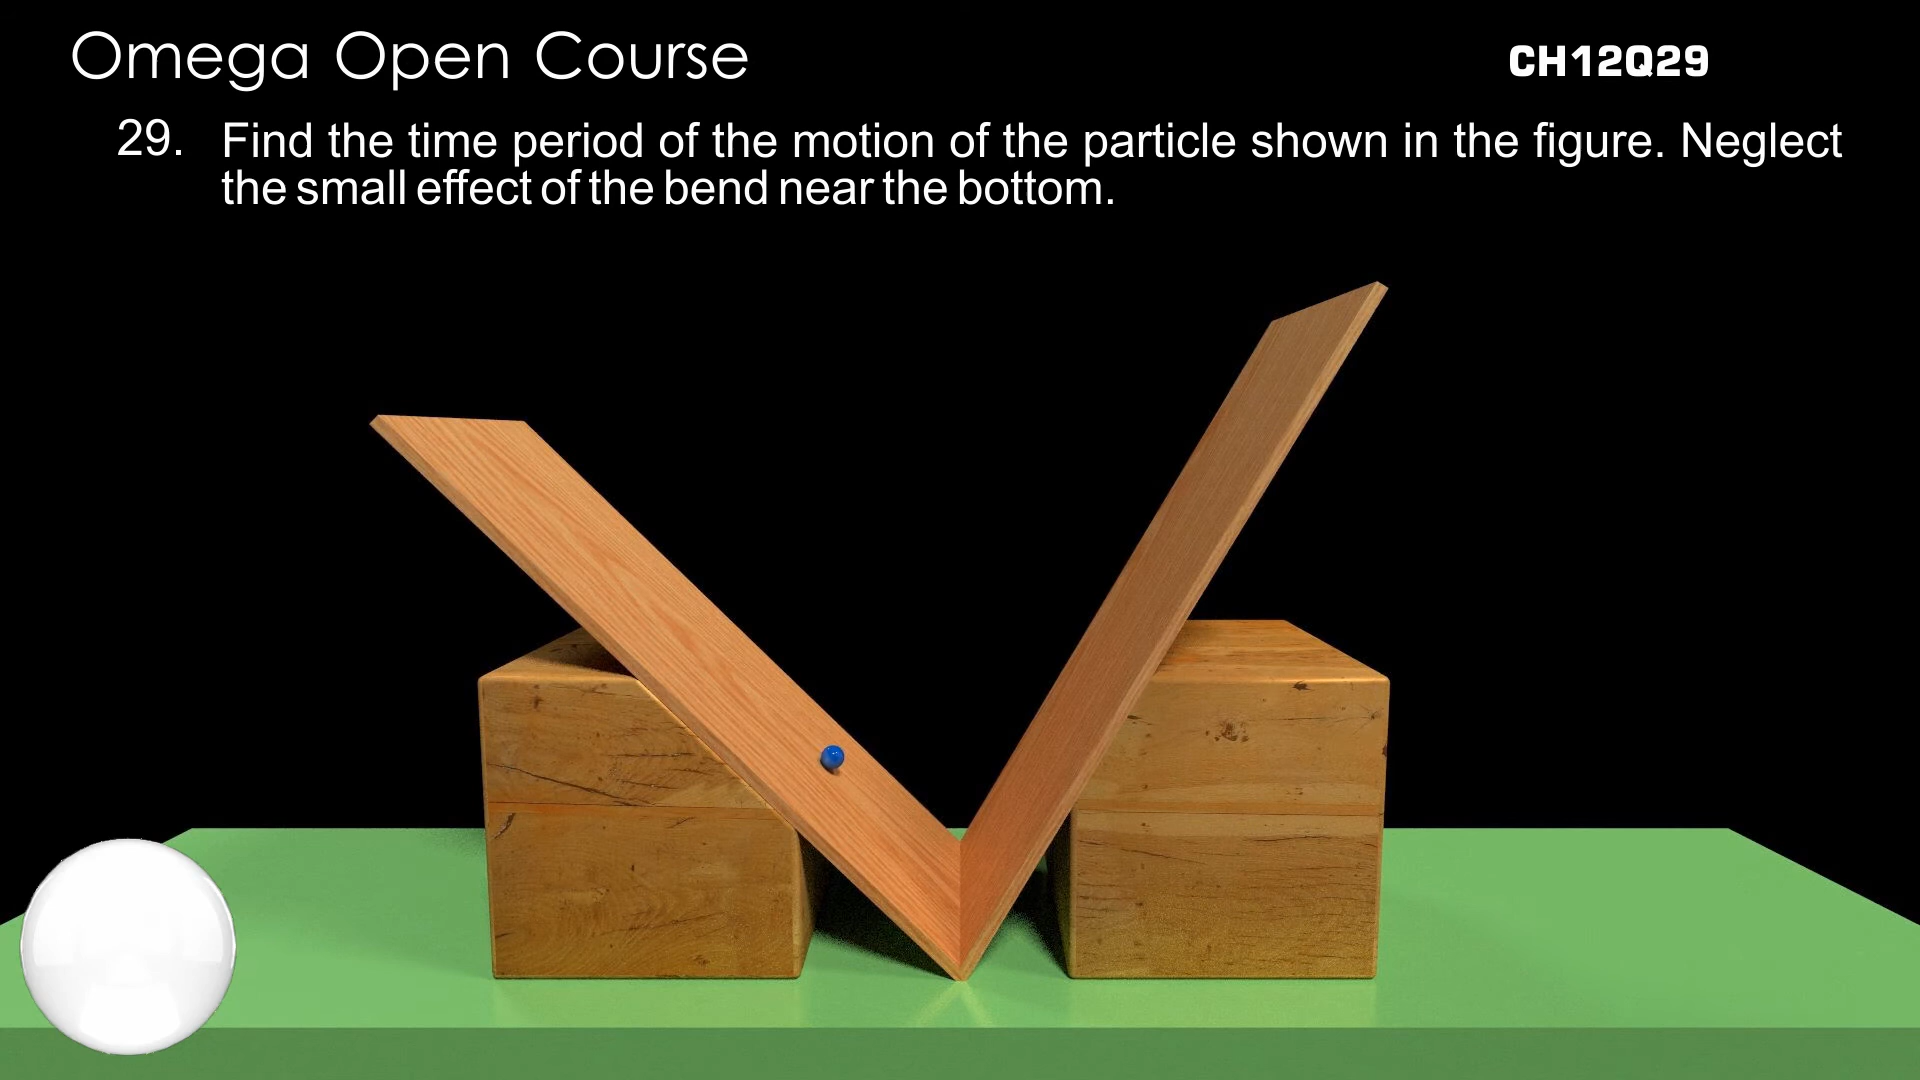 Omega Open Course
CH12Q29
29. Find the time period of the motion of the particle shown in the figure. Neglect
the small effect of the bend near the bottom.